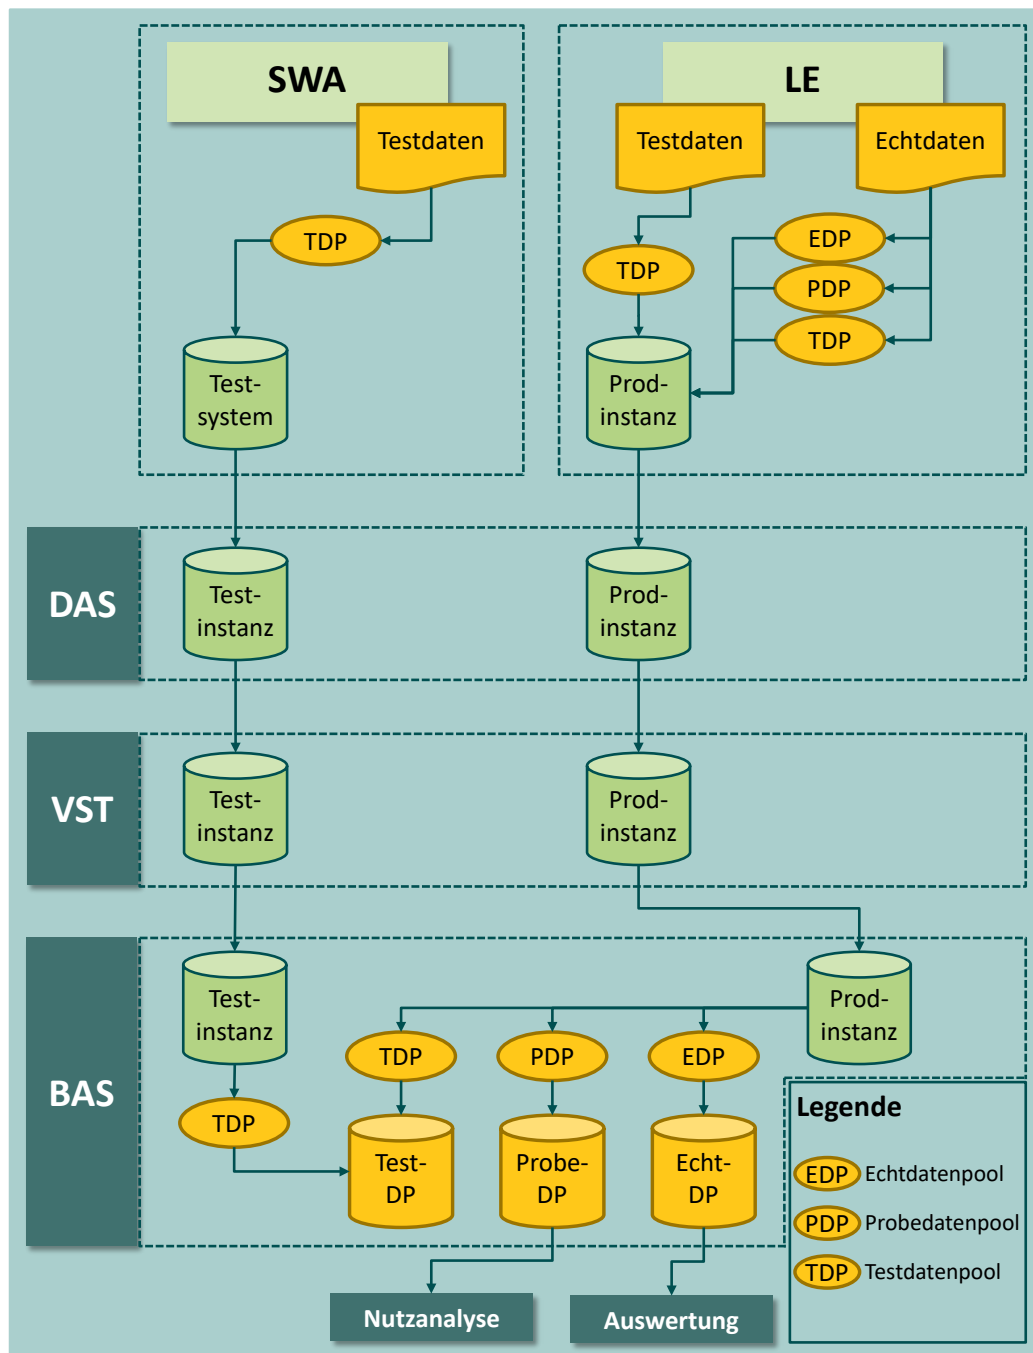 SWA
LE
Testdaten
Testdaten
Echtdaten
TDP
TDP
EDP
PDP
TDP
Test-
system
Prod-
instanz
DAS
Test-
instanz
Prod-
instanz
VST
Test-
instanz
Prod-
instanz
BAS
Test-
instanz
Prod-
instanz
TDP
PDP
EDP
TDP
Test-
DP
Probe-
DP
Echt-
DP
Legende
EDP Echtdatenpool
PDP Probedatenpool
TDP Testdatenpool
Nutzanalyse
Auswertung